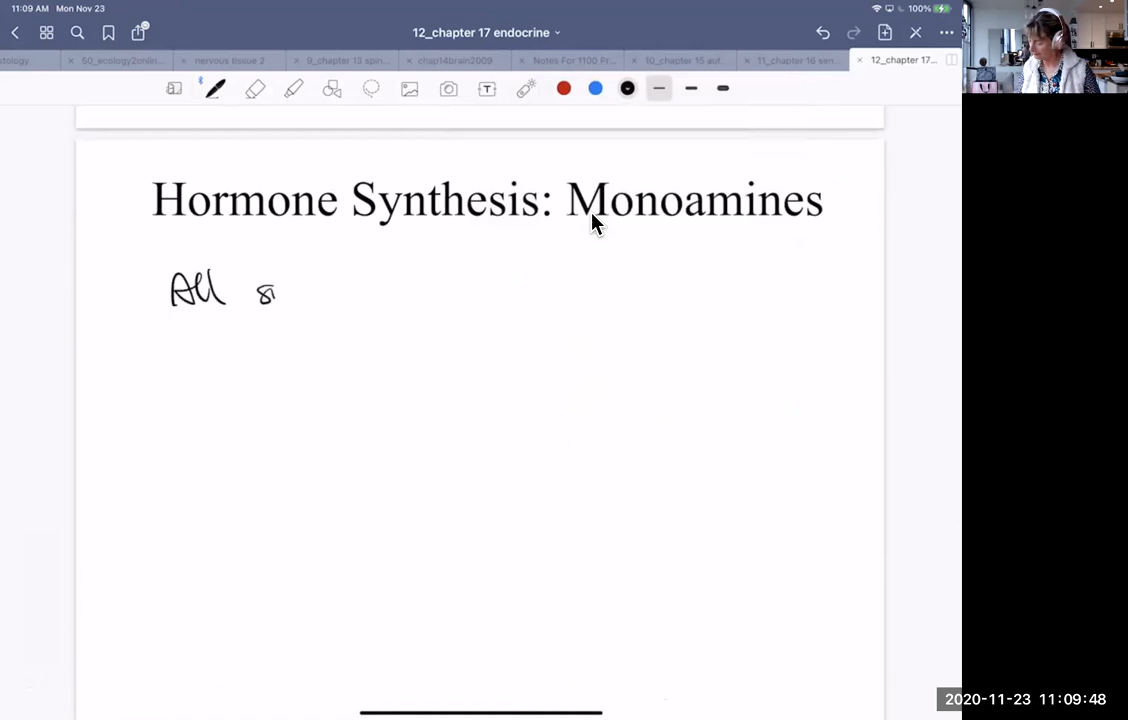 11:09 AM Mon Nov 23
100%
12_chapter 17 endocrine
stology
50_ecology2onlin...
nervous tissue 2
9_chapter 13 spin...
chap14brain2009
Notes For 1100 Pr...
10_chapter 15 aut...
11_chapter 16 sen...
12_chapter 17...
T
Hormone Synthesis: Monoamines
All
2020-11-23 11:09:48